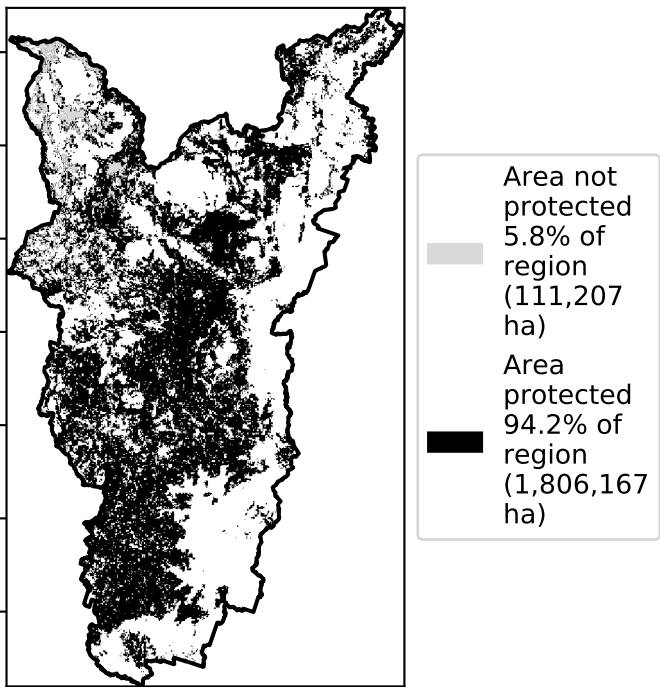 Area not
protected
5.8% of
region
(111,207
ha)
Area
protected
94.2% of
region
(1,806,167
ha)